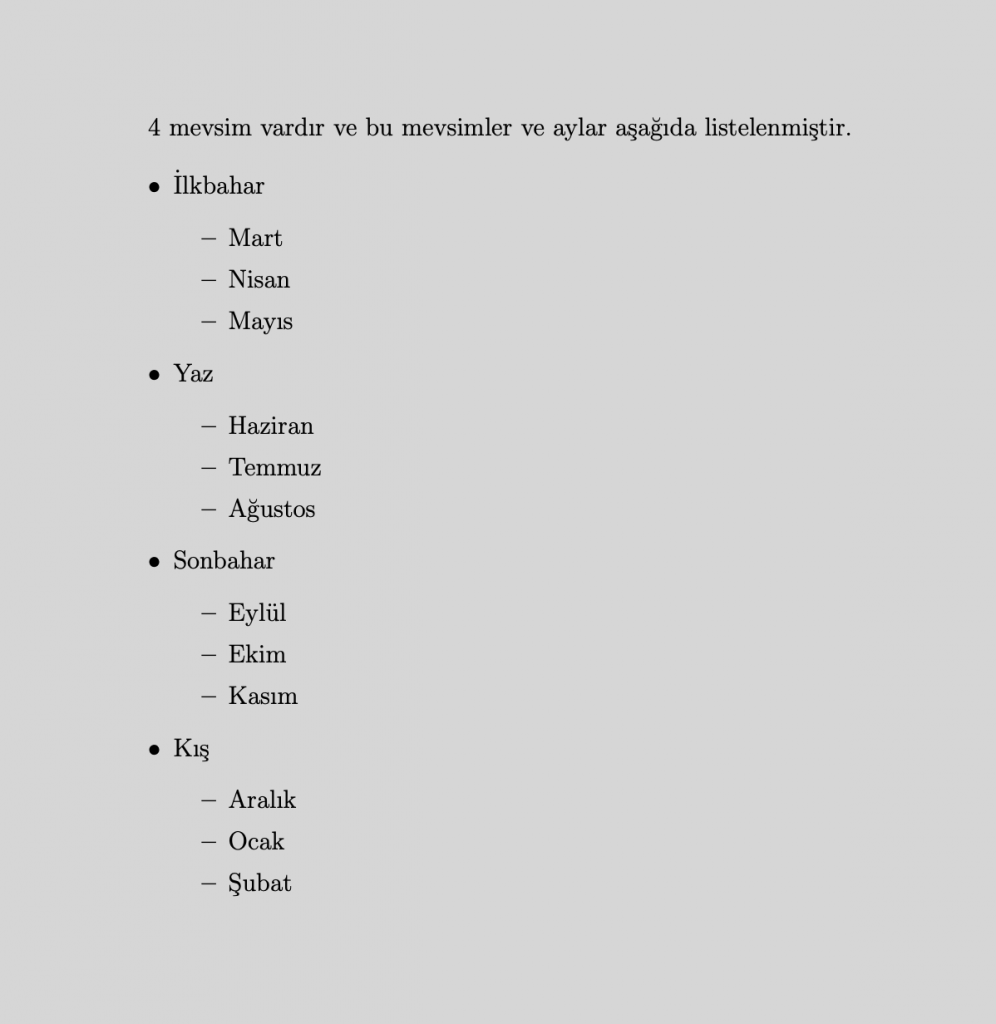 4 mevsim vardır ve bu mevsimler ve aylar aşağıda listelenmiştir.
• İlkbahar
– Mart
– Nisan
– Mayıs
• Yaz
– Haziran
– Temmuz
– Ağustos
• Sonbahar
– Eylül
– Ekim
– Kasım
• Kış
– Aralık
– Ocak
– Şubat